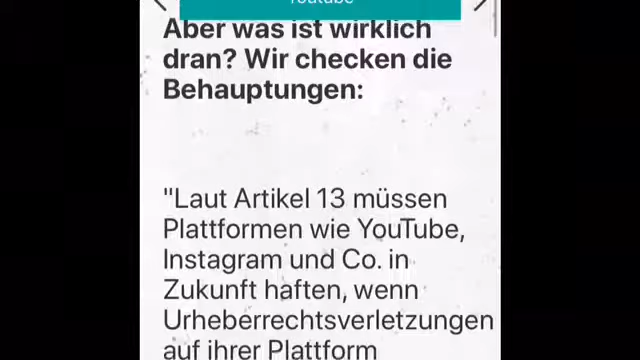 Youtube
Aber was ist wirklich
dran? Wir checken die
Behauptungen:
"Laut Artikel 13 müssen
Plattformen wie YouTube,
Instagram und Co. in
Zukunft haften, wenn
Urheberrechtsverletzungen
auf ihrer Plattform